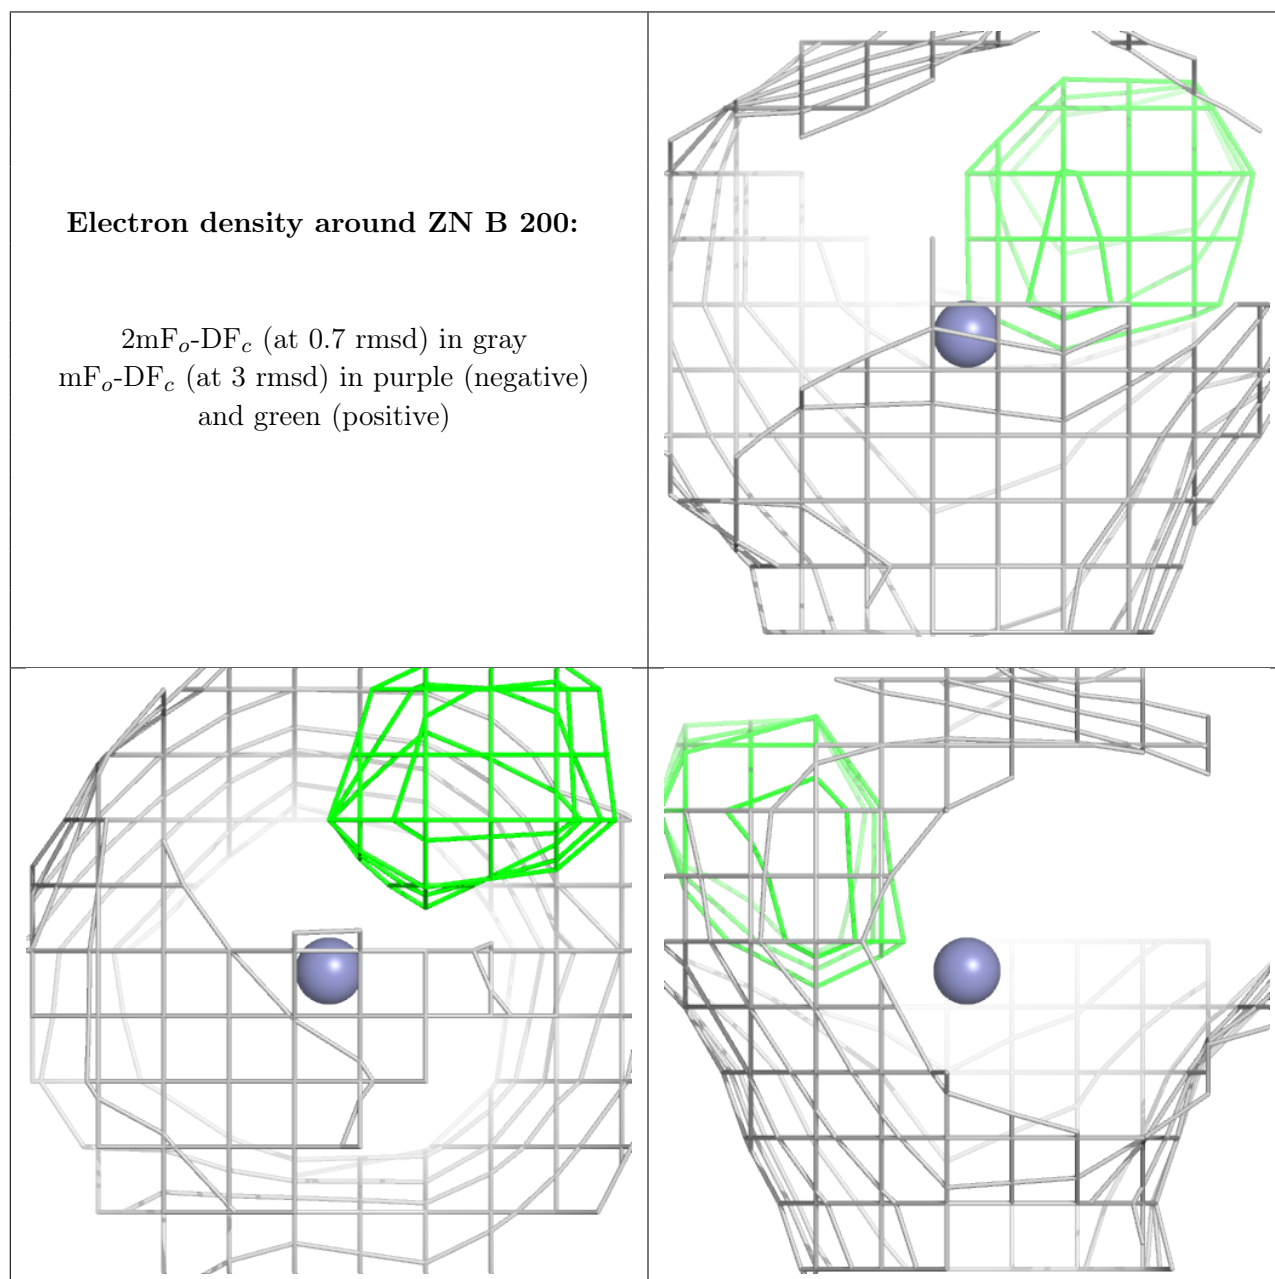 Electron density around ZN B 200:
2mFo-DFc (at 0.7 rmsd) in gray
mFo-DFc (at 3 rmsd) in purple (negative)
and green (positive)